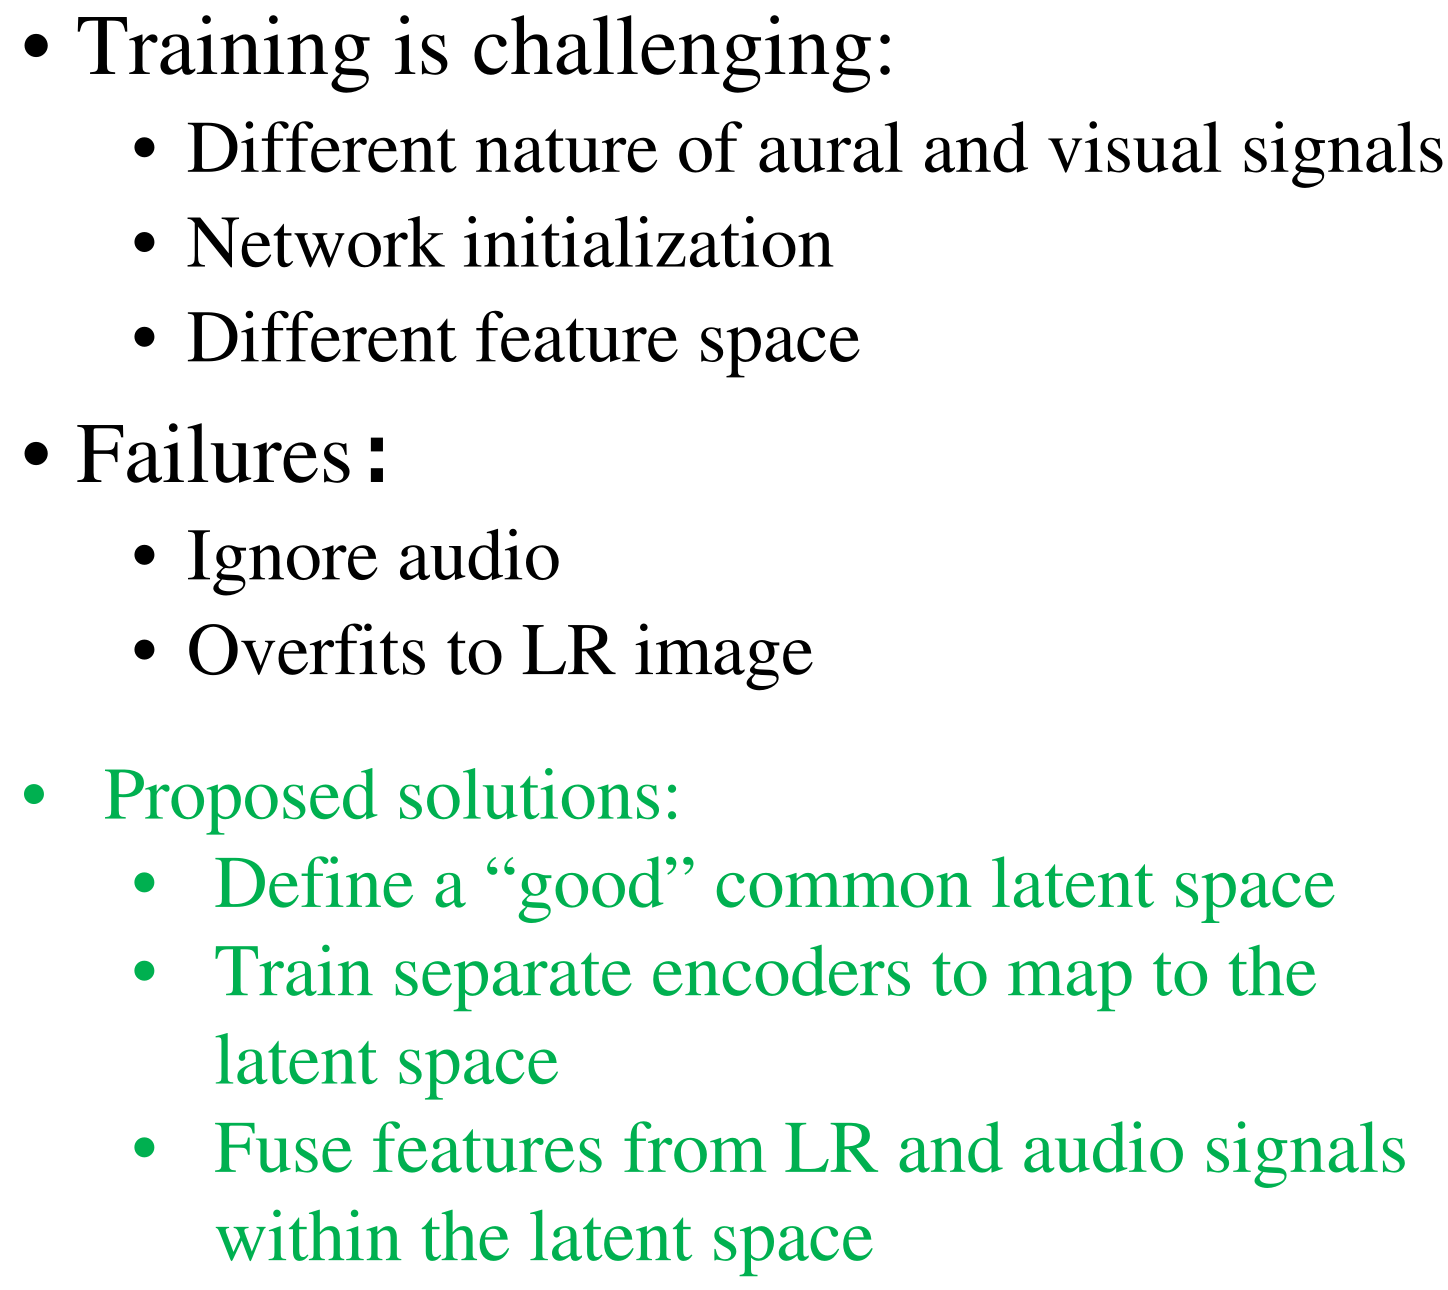 • Training is challenging:
• Different nature of aural and visual signals
• Network initialization
• Different feature space
• Failures:
• Ignore audio
• Overfits to LR image
• Proposed solutions:
• Define a “good” common latent space
• Train separate encoders to map to the
latent space
• Fuse features from LR and audio signals
within the latent space